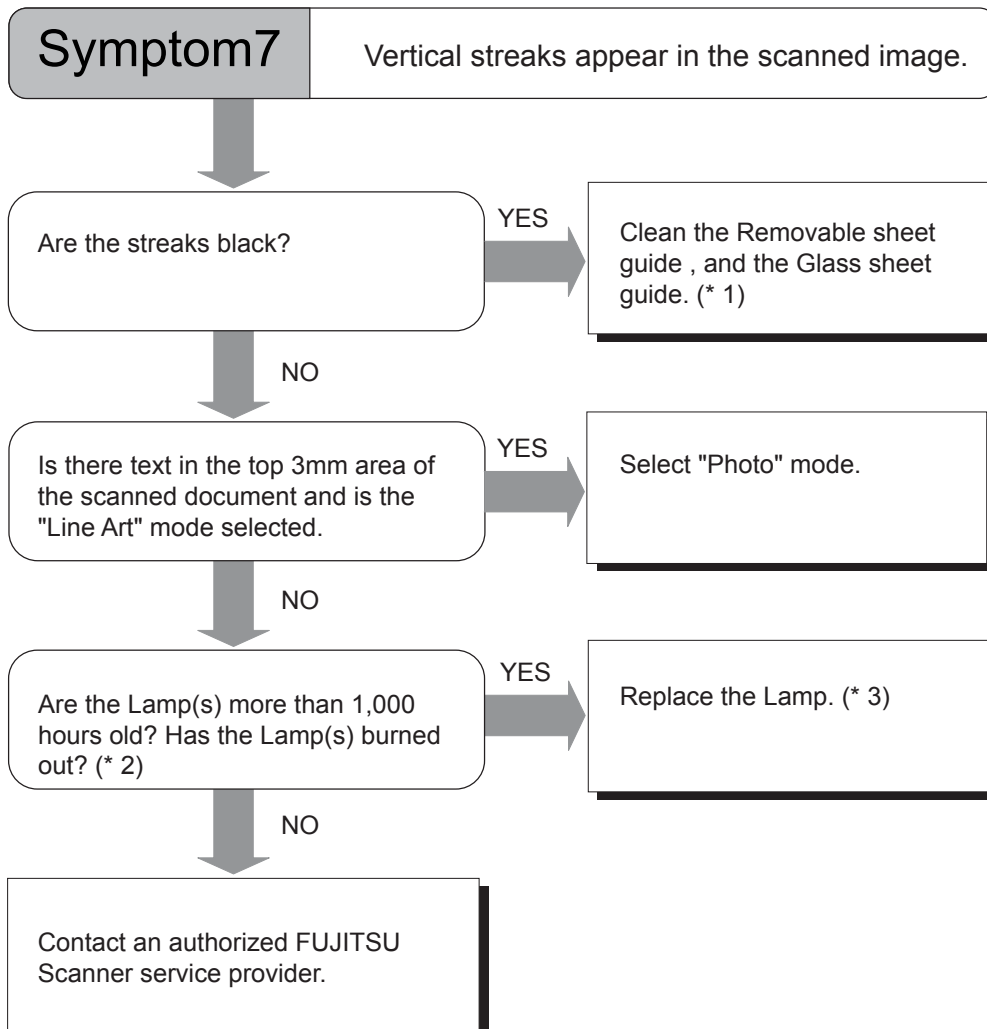 Symptom7
Vertical streaks appear in the scanned image.
Are the streaks black?
YES
Clean the Removable sheet
guide , and the Glass sheet
guide. (* 1)
NO
Is there text in the top 3mm area of
the scanned document and is the
"Line Art" mode selected.
YES
Select "Photo" mode.
NO
Are the Lamp(s) more than 1,000
hours old? Has the Lamp(s) burned
out? (* 2)
YES
Replace the Lamp. (* 3)
NO
Contact an authorized FUJITSU
Scanner service provider.